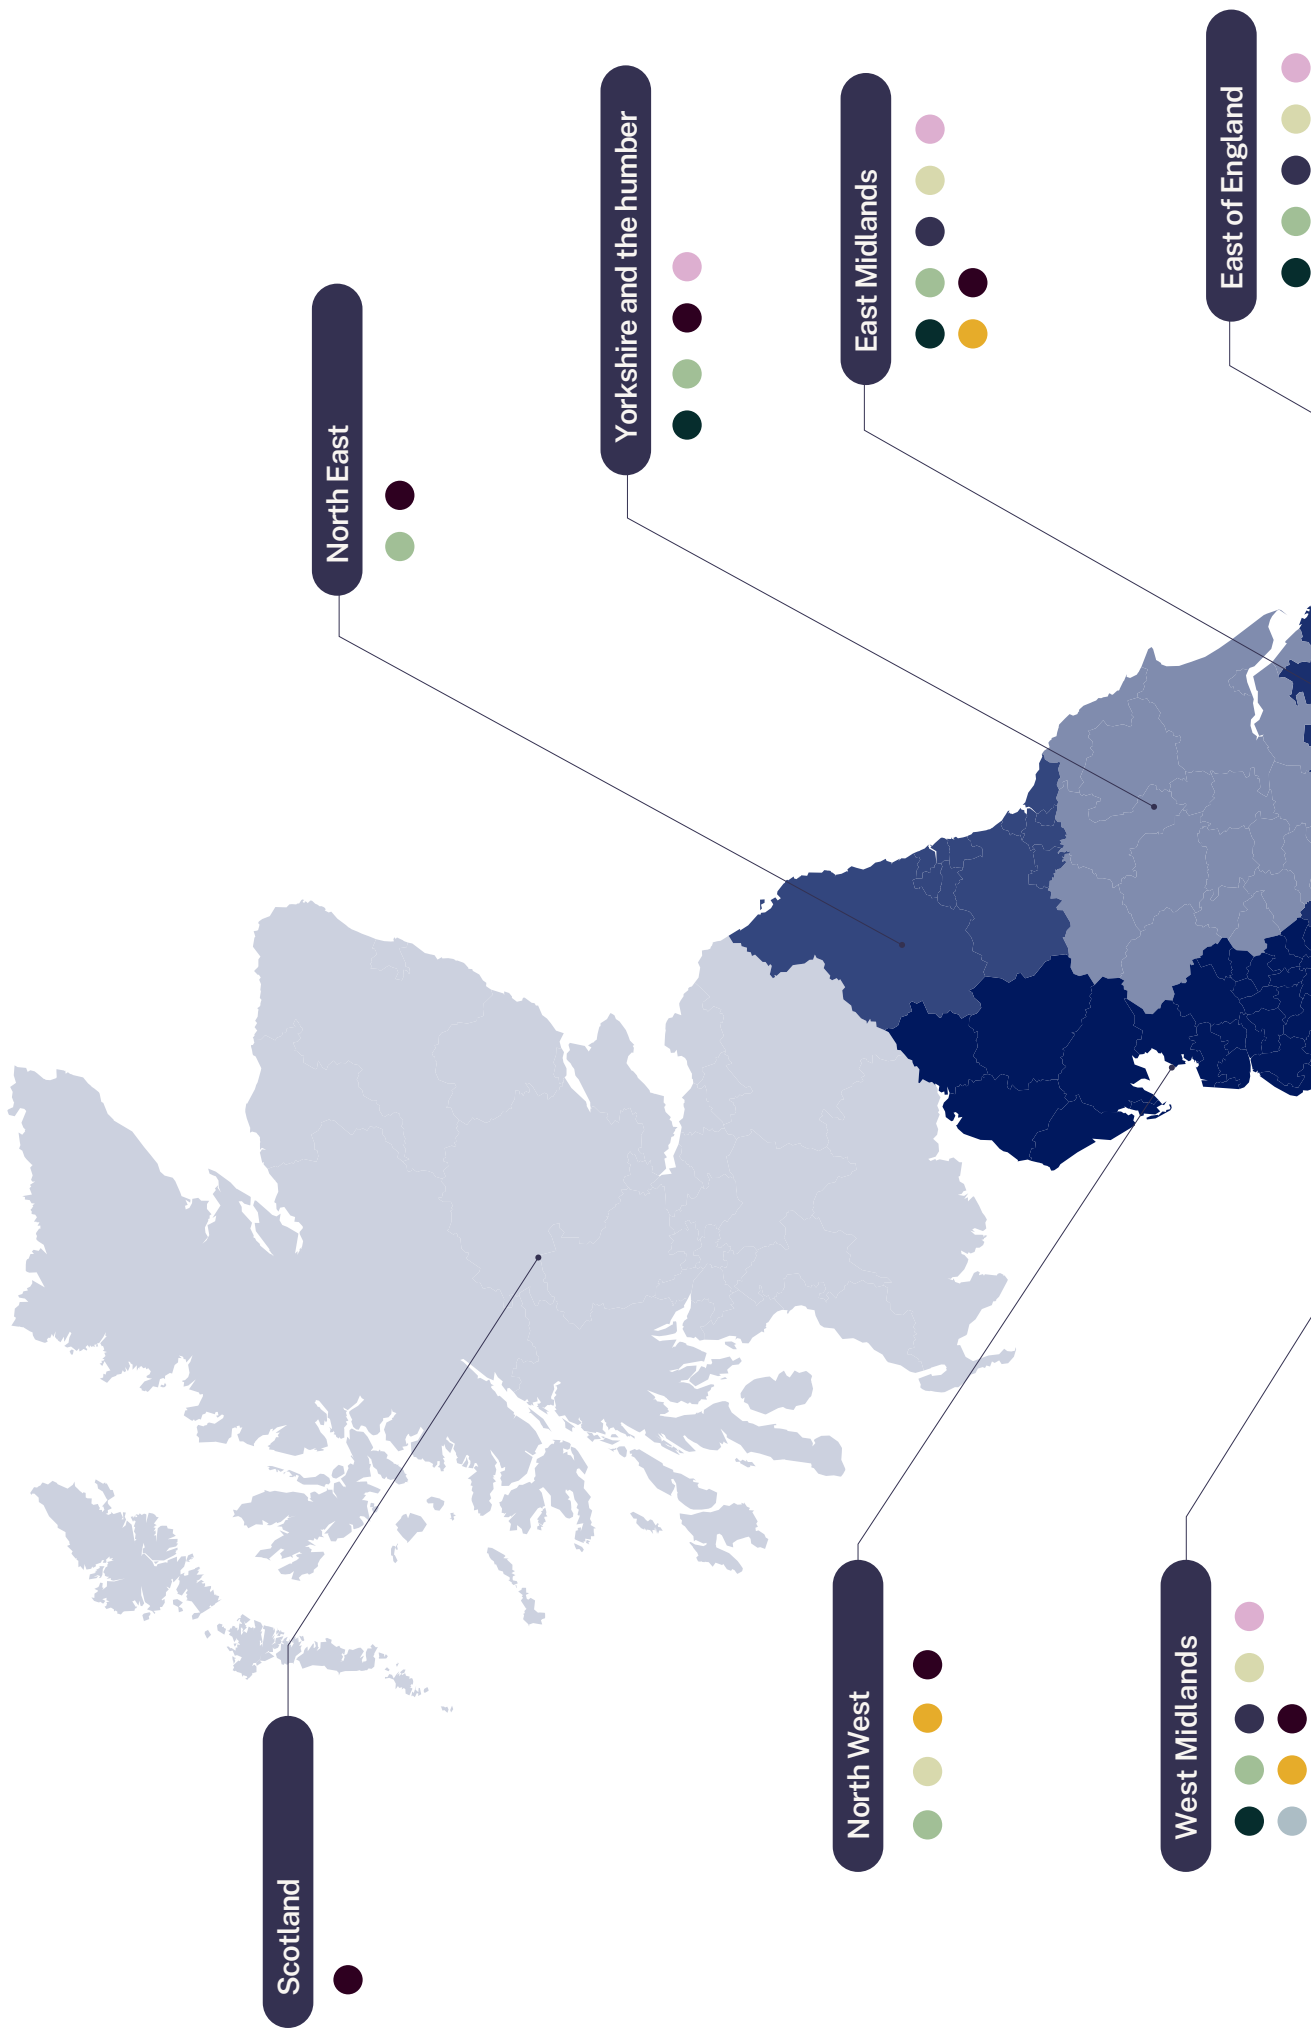 Scotland
North East
Yorkshire and the humber
North West
East Midlands
West Midlands
East of England